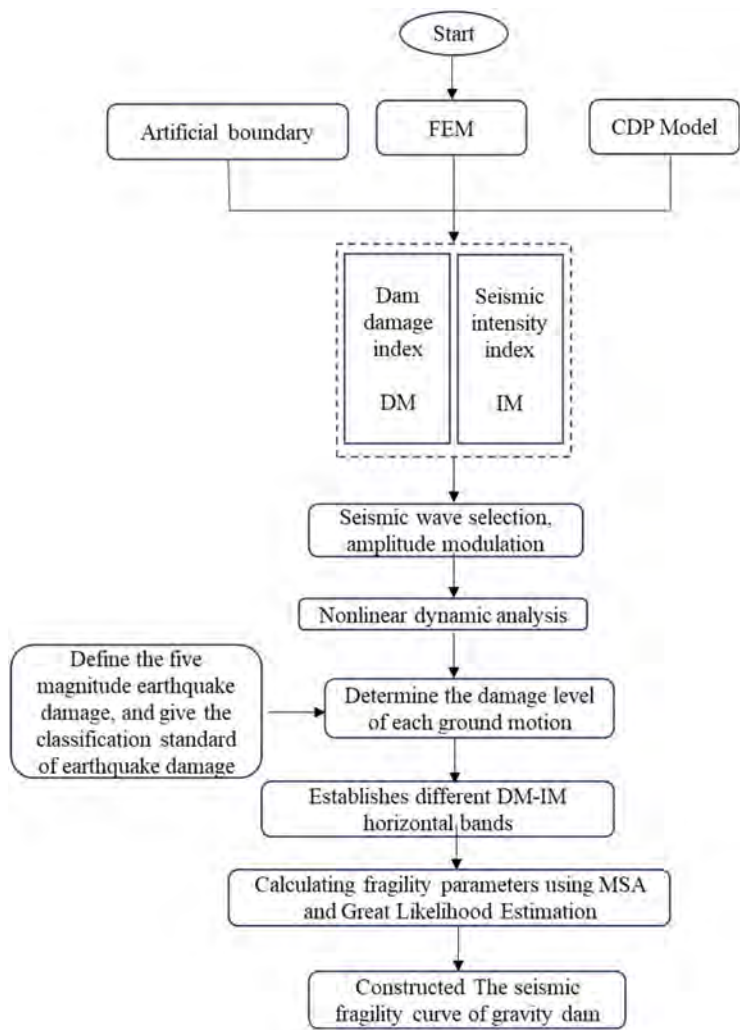 Start
Artificial boundary
FEM
CDP Model
Dam
damage
index
DM
Seismic
intensity
index
IM
Seismic wave selection,
amplitude modulation
Nonlinear dynamic analysis
Define the five
magnitude earthquake
damage, and give the
classification standard
of earthquake damage
Determine the damage level
of each ground motion
Establishes different DM-IM
horizontal bands
Calculating fragility parameters using MSA
and Great Likelihood Estimation
Constructed The seismic
fragility curve of gravity dam